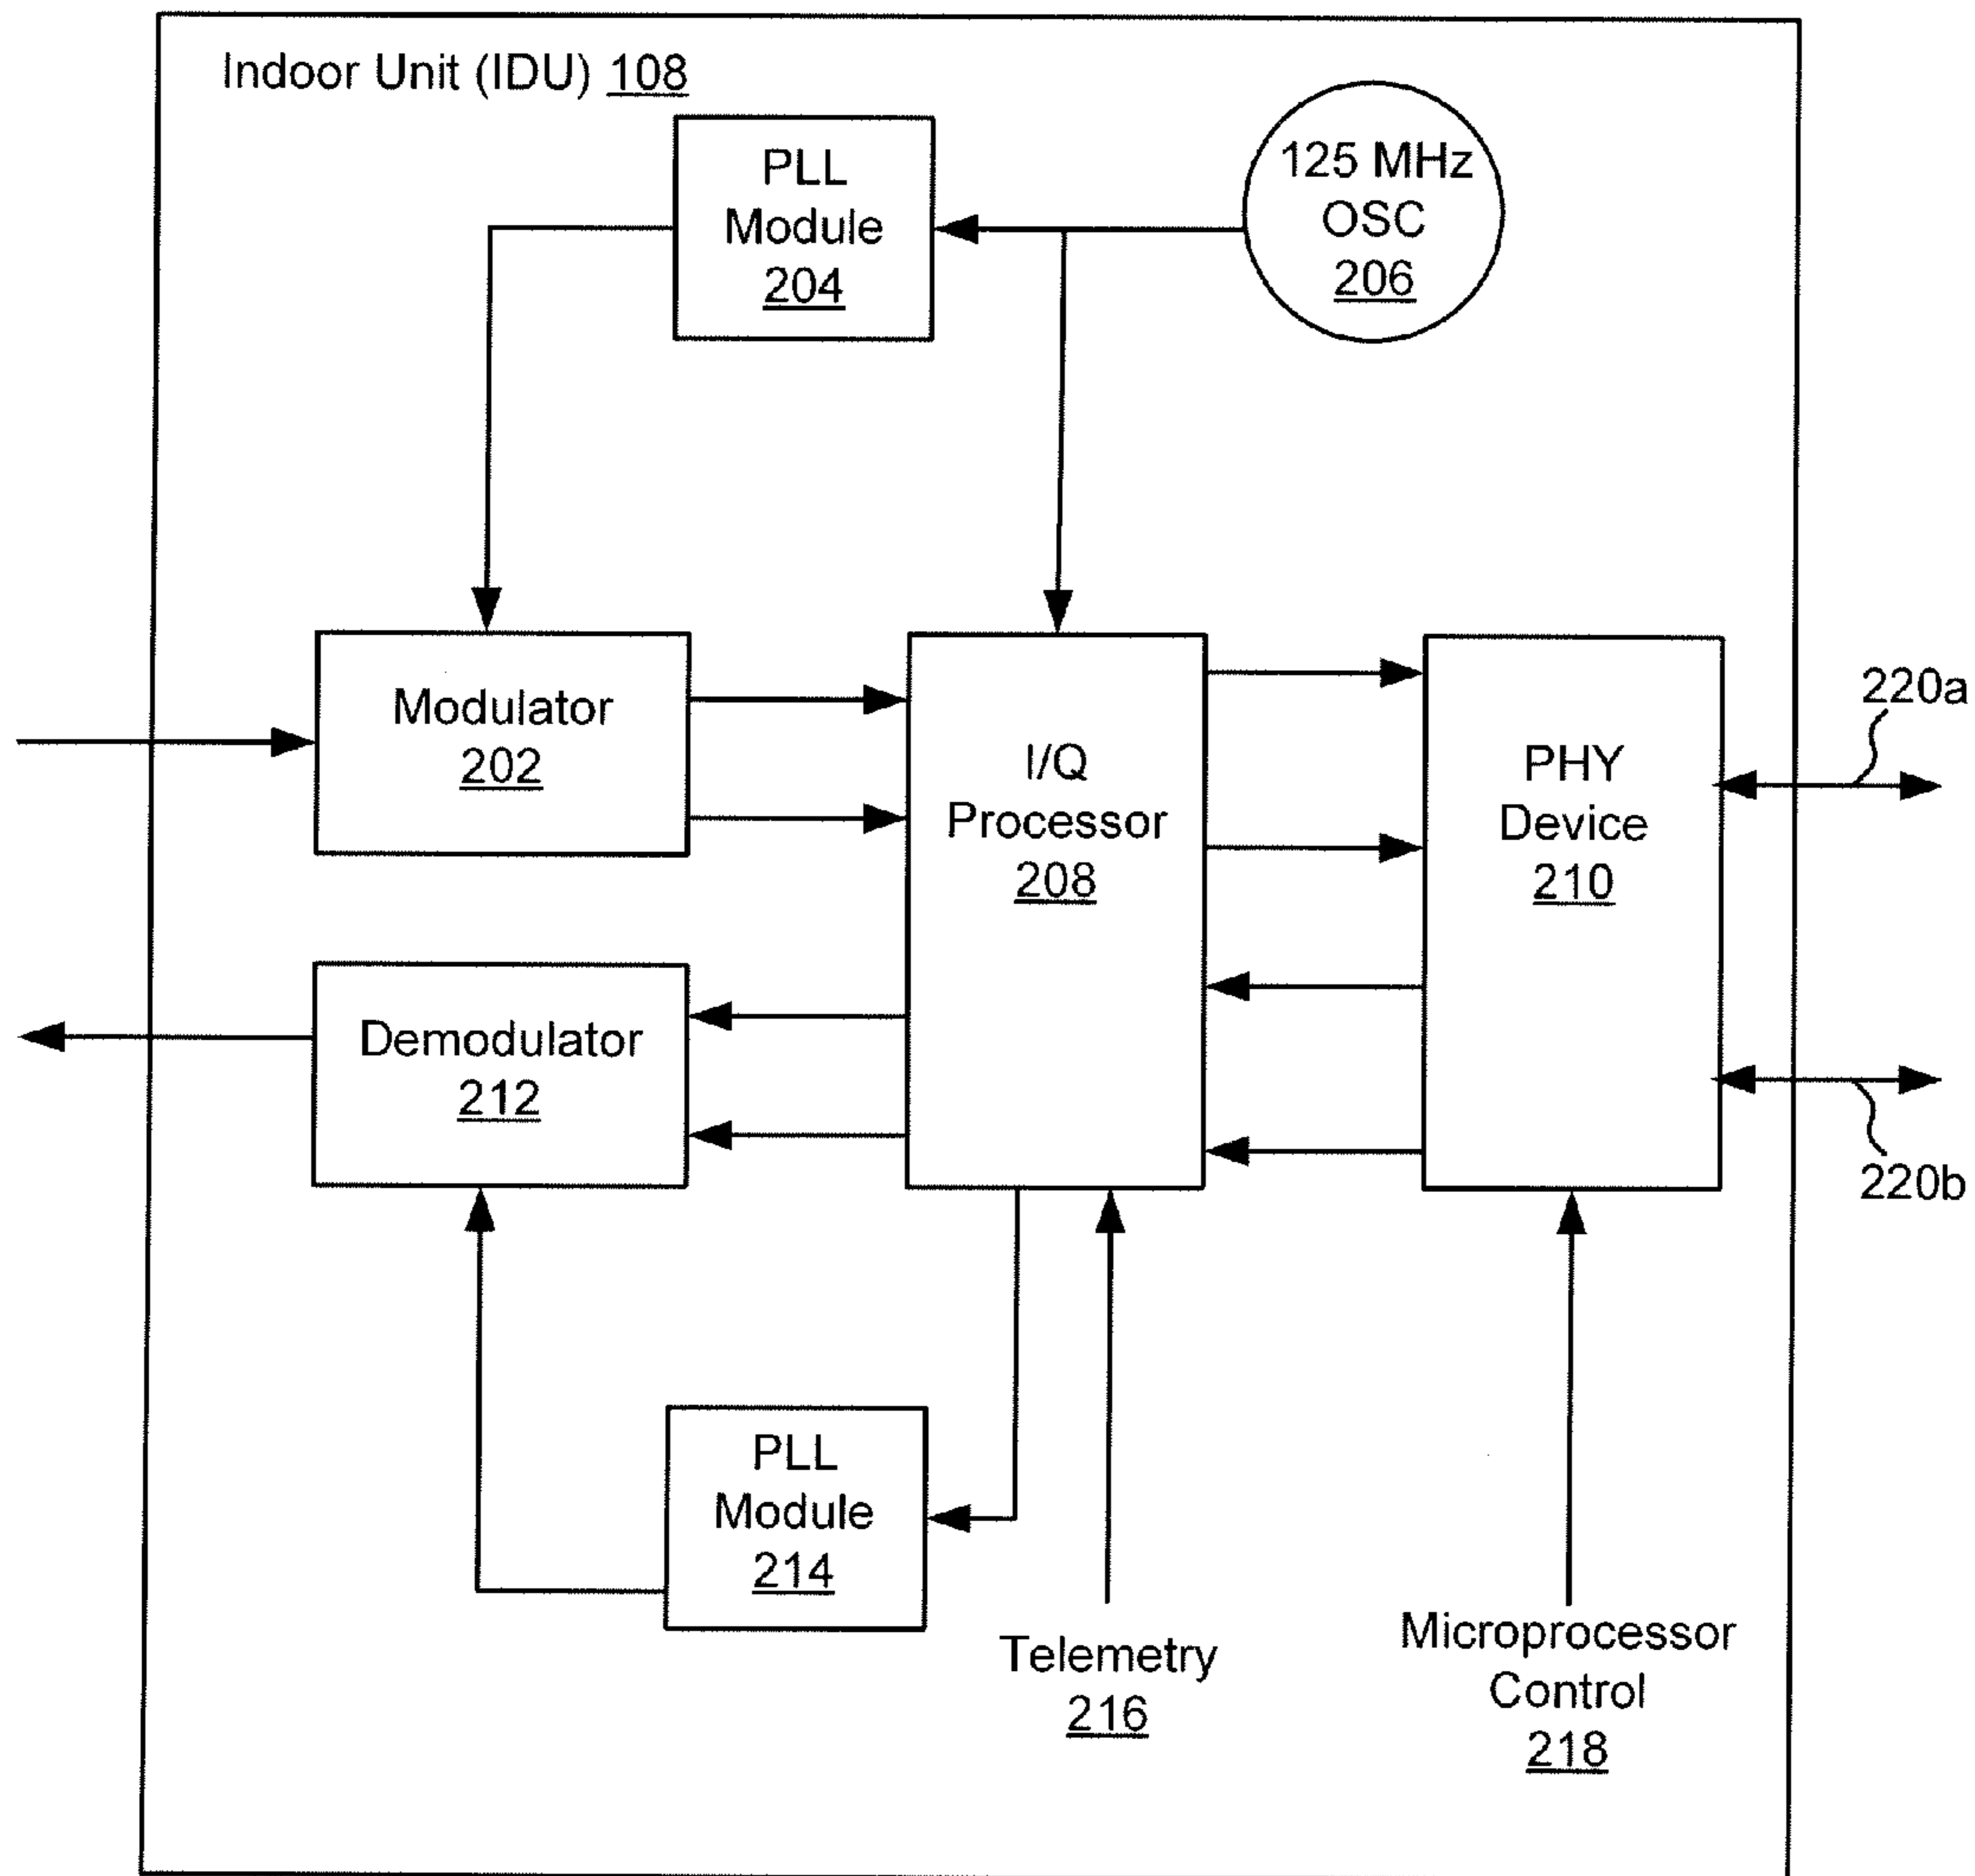 Indoor Unit (IDU) 108
PLL
Module
204
125 MHz
OSC
206
Modulator
202
I/Q
Processor
208
PHY
Device
210
220a
Demodulator
212
220b
PLL
Module
214
Telemetry
216
Microprocessor
Control
218